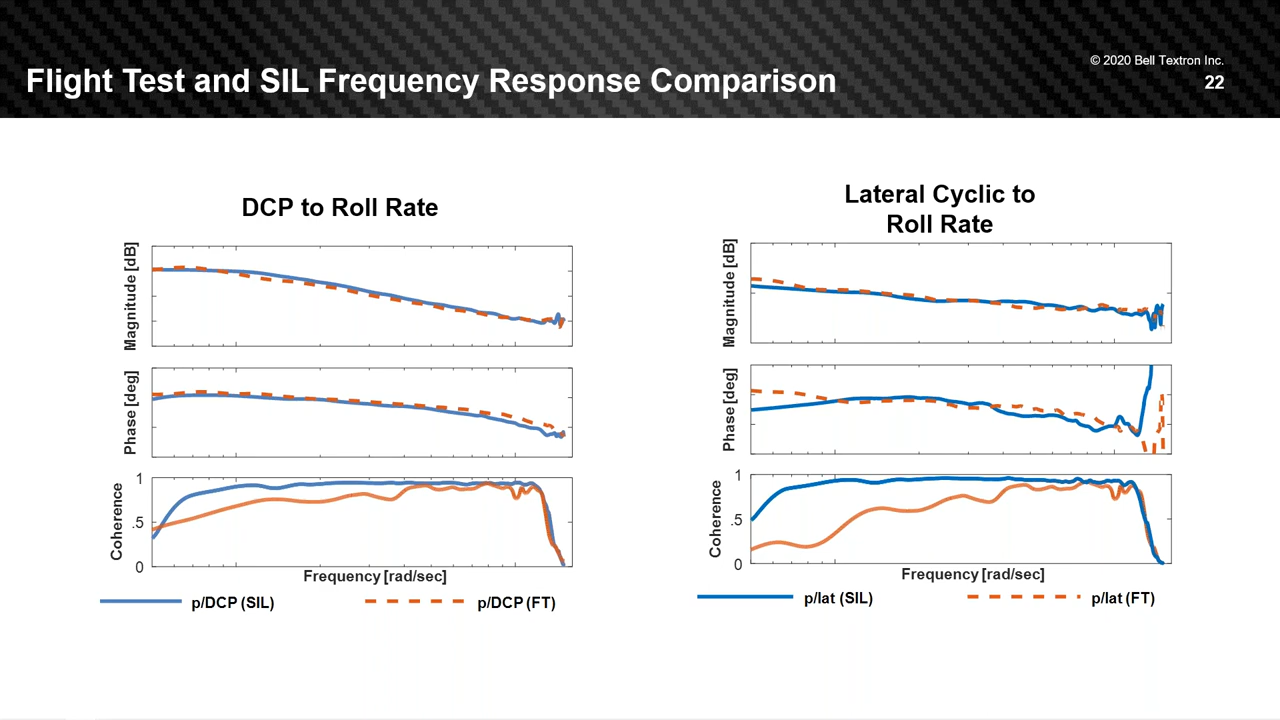 © 2020 Bell Textron Inc.
Flight Test and SIL Frequency Response Comparison
22
DCP to Roll Rate
Magnitude [dB]
Phase [deg]
1
.5
0
Coherence
Frequency [rad/sec]
p/DCP (SIL)
p/DCP (FT)
Lateral Cyclic to
Roll Rate
Magnitude [dB]
Phase [deg]
1
.5
0
Coherence
Frequency [rad/sec]
p/lat (SIL)
p/lat (FT)